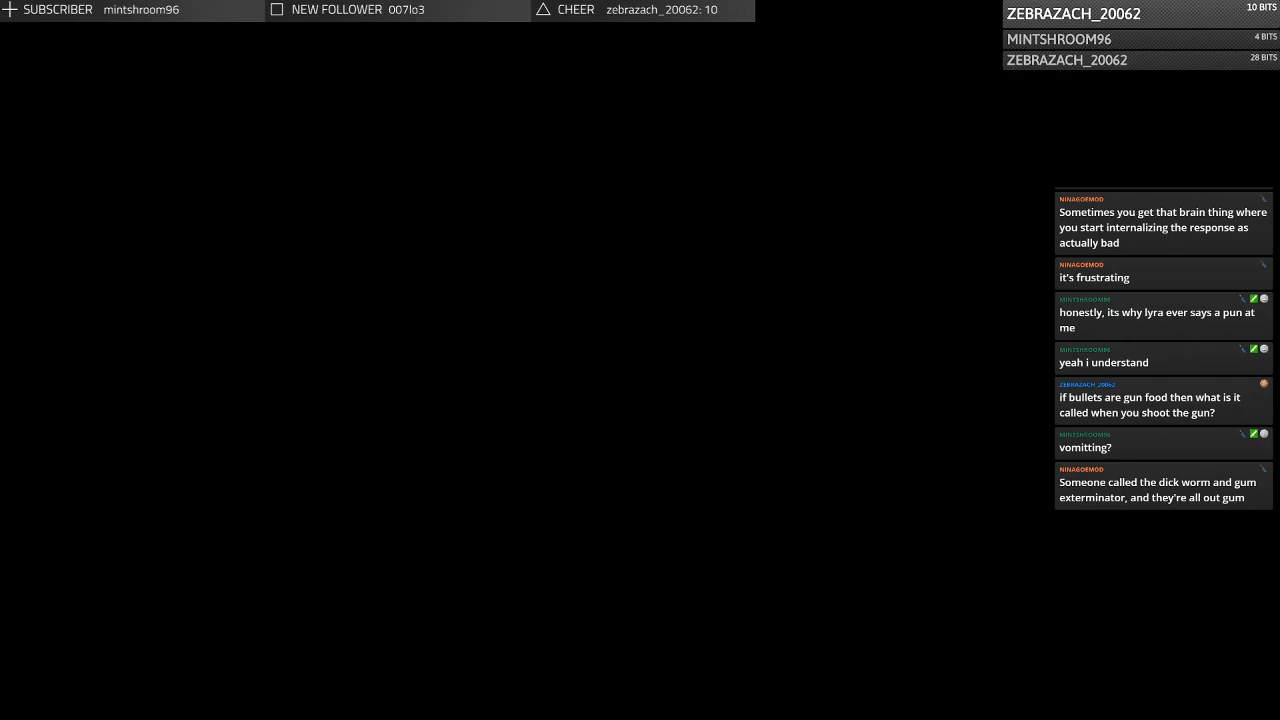 SUBSCRIBER mintshroom96
NEW FOLLOWER 007lo3
CHEER zebrazach_20062: 10
ZEBRAZACH_20062 10 BITS
MINTSHROOM96 4 BITS
ZEBRAZACH_20062 28 BITS
NINAGOEMOD
Sometimes you get that brain thing where
you start internalizing the response as
actually bad
NINAGOEMOD
it's frustrating
MINTSHROOM96
honestly, its why lyra ever says a pun at
me
MINTSHROOM96
yeah i understand
ZEBRAZACH_20062
if bullets are gun food then what is it
called when you shoot the gun?
MINTSHROOM96
vomitting?
NINAGOEMOD
Someone called the dick worm and gum
exterminator, and they're all out gum